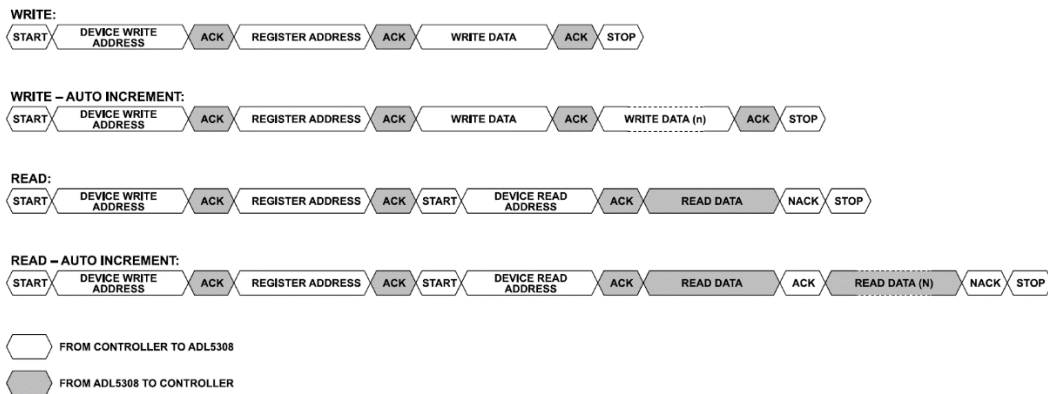 WRITE:
START DEVICE WRITE ADDRESS ACK REGISTER ADDRESS ACK WRITE DATA ACK STOP
WRITE – AUTO INCREMENT:
START DEVICE WRITE ADDRESS ACK REGISTER ADDRESS ACK WRITE DATA ACK WRITE DATA (n) ACK STOP
READ:
START DEVICE WRITE ADDRESS ACK REGISTER ADDRESS ACK START DEVICE READ ADDRESS ACK READ DATA NACK STOP
READ – AUTO INCREMENT:
START DEVICE WRITE ADDRESS ACK REGISTER ADDRESS ACK START DEVICE READ ADDRESS ACK READ DATA ACK READ DATA (N) NACK STOP
FROM CONTROLLER TO ADL5308
FROM ADL5308 TO CONTROLLER